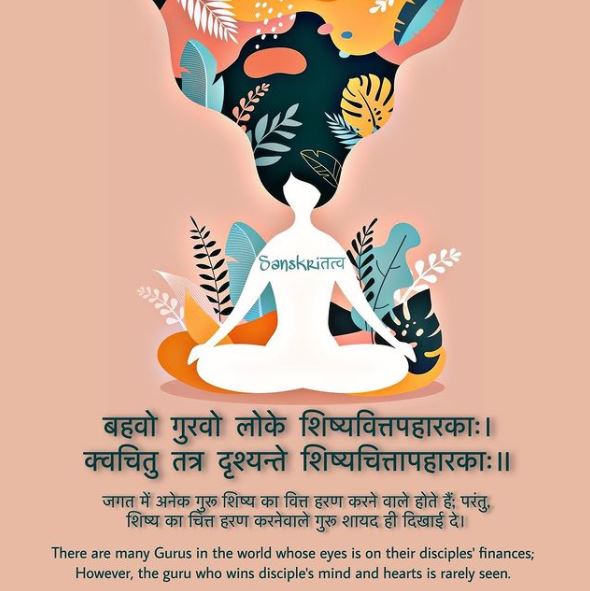 Sanskritतत्व
बहवो गुरवो लोके शिष्यवित्तपहारकाः।
क्वचितु तत्र दृश्यन्ते शिष्यचित्तापहारकाः॥
जगत में अनेक गुरू शिष्य का वित्त हरण करने वाले होते हैं; परंतु,
शिष्य का चित्त हरण करनेवाले गुरू शायद ही दिखाई दे।
There are many Gurus in the world whose eyes is on their disciples' finances;
However, the guru who wins disciple's mind and hearts is rarely seen.